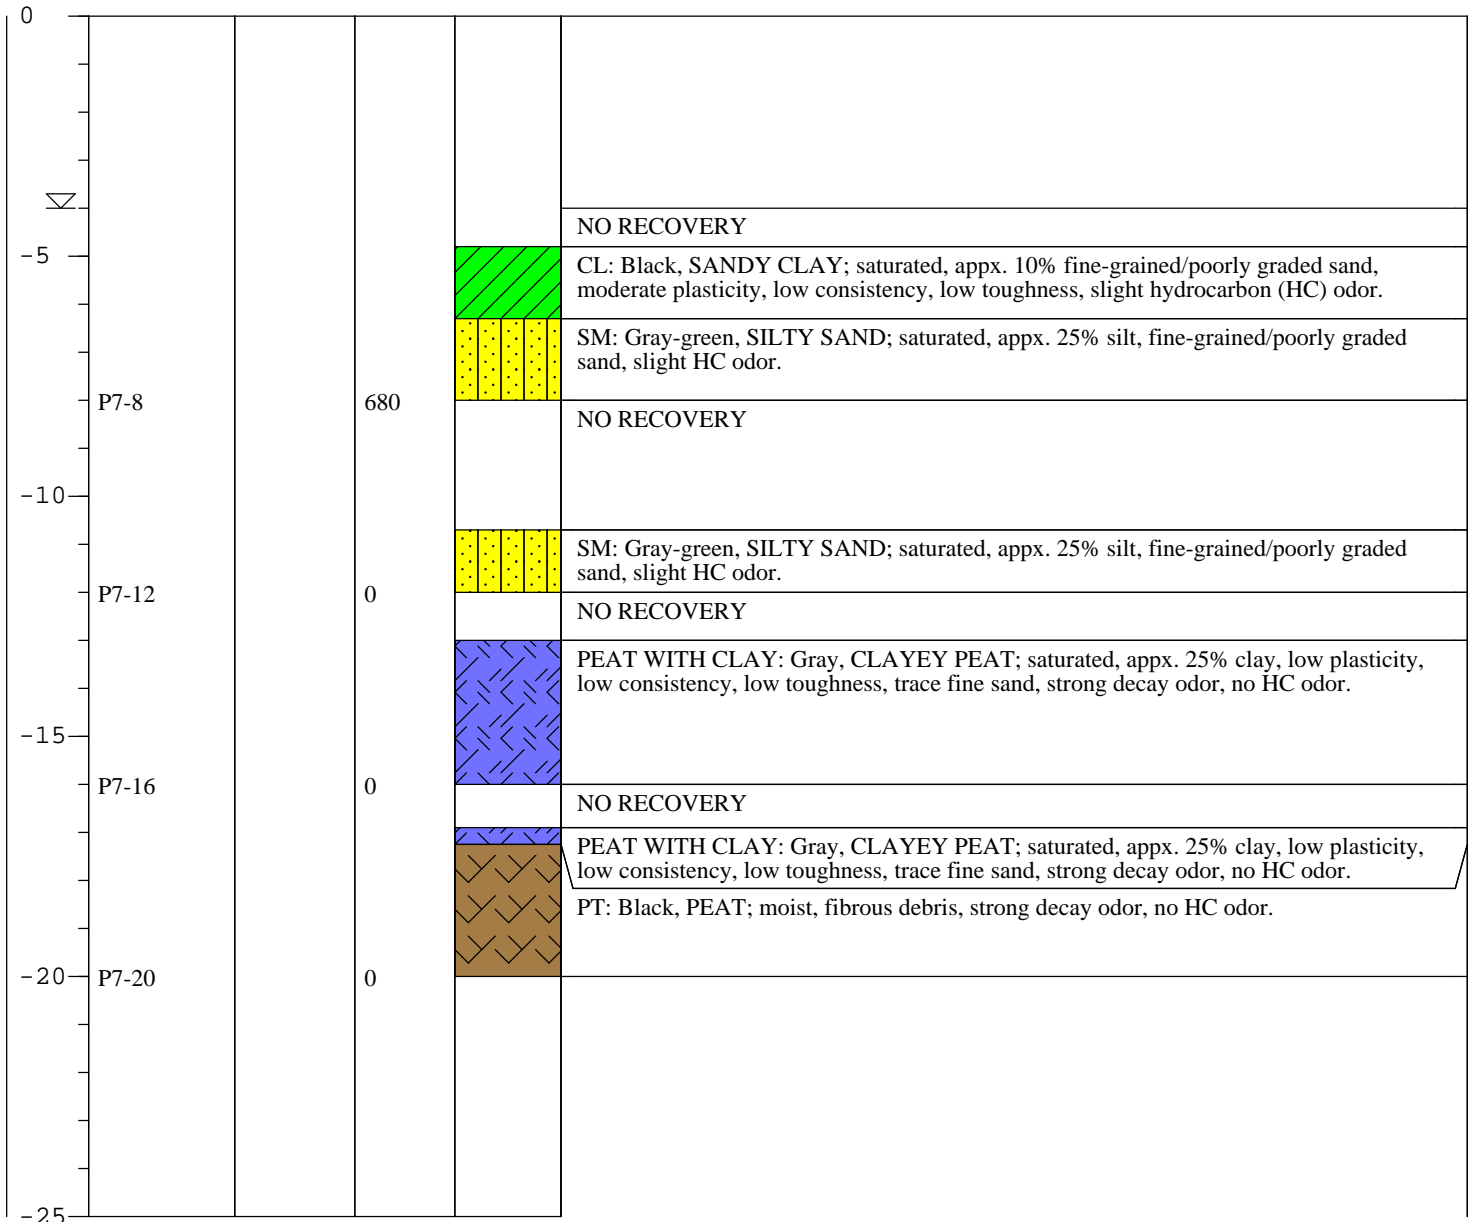 0
NO RECOVERY
-5
CL: Black, SANDY CLAY; saturated, appx. 10% fine-grained/poorly graded sand,
moderate plasticity, low consistency, low toughness, slight hydrocarbon (HC) odor.
SM: Gray-green, SILTY SAND; saturated, appx. 25% silt, fine-grained/poorly graded
sand, slight HC odor.
P7-8 680
NO RECOVERY
-10
SM: Gray-green, SILTY SAND; saturated, appx. 25% silt, fine-grained/poorly graded
sand, slight HC odor.
P7-12 0
NO RECOVERY
PEAT WITH CLAY: Gray, CLAYEY PEAT; saturated, appx. 25% clay, low plasticity,
low consistency, low toughness, trace fine sand, strong decay odor, no HC odor.
-15
P7-16 0
NO RECOVERY
PEAT WITH CLAY: Gray, CLAYEY PEAT; saturated, appx. 25% clay, low plasticity,
low consistency, low toughness, trace fine sand, strong decay odor, no HC odor.
PT: Black, PEAT; moist, fibrous debris, strong decay odor, no HC odor.
-20
P7-20 0
-25